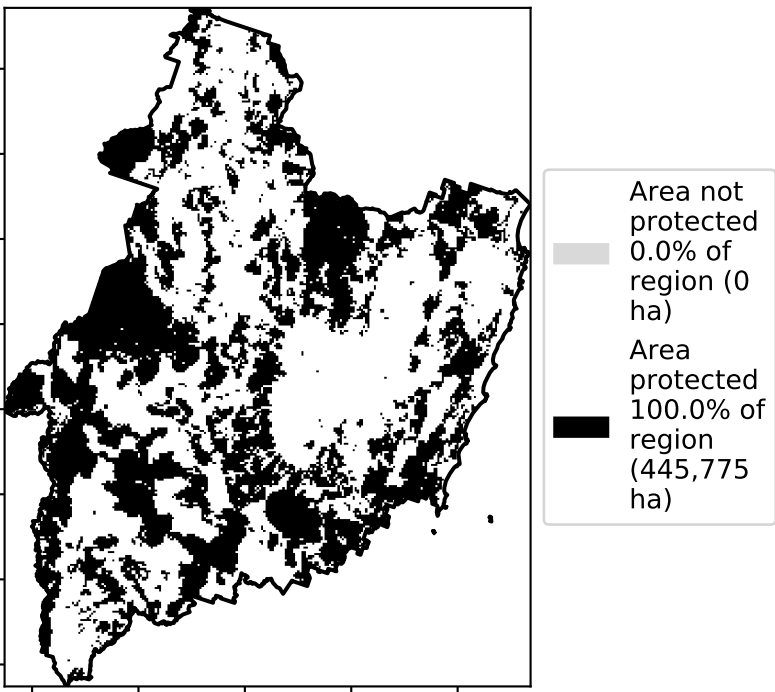 Area not
protected
0.0% of
region (0
ha)
Area
protected
100.0% of
region
(445,775
ha)